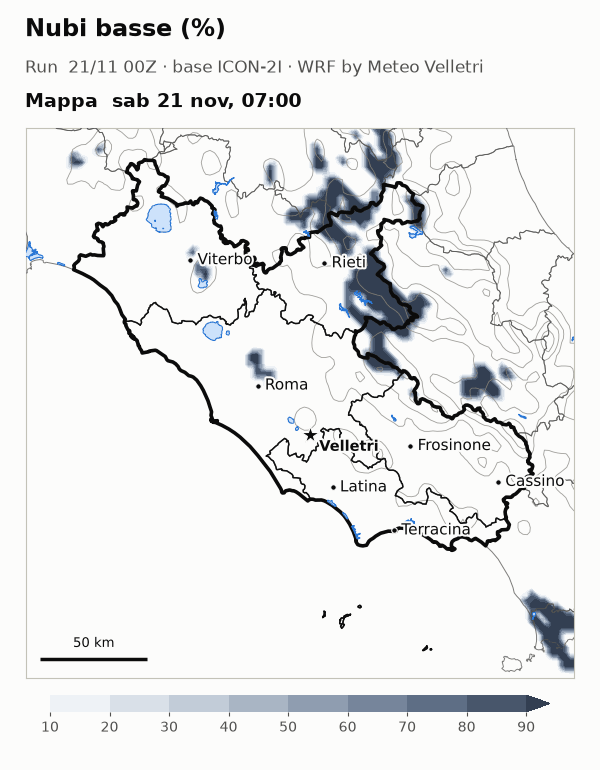 Nubi basse (%)
Run  21/11 00Z · base ICON-2I · WRF by Meteo Velletri
Mappa  sab 21 nov, 07:00
Viterbo
Rieti
Roma
Velletri
Frosinone
Latina
Cassino
Terracina
50 km
10 20 30 40 50 60 70 80 90